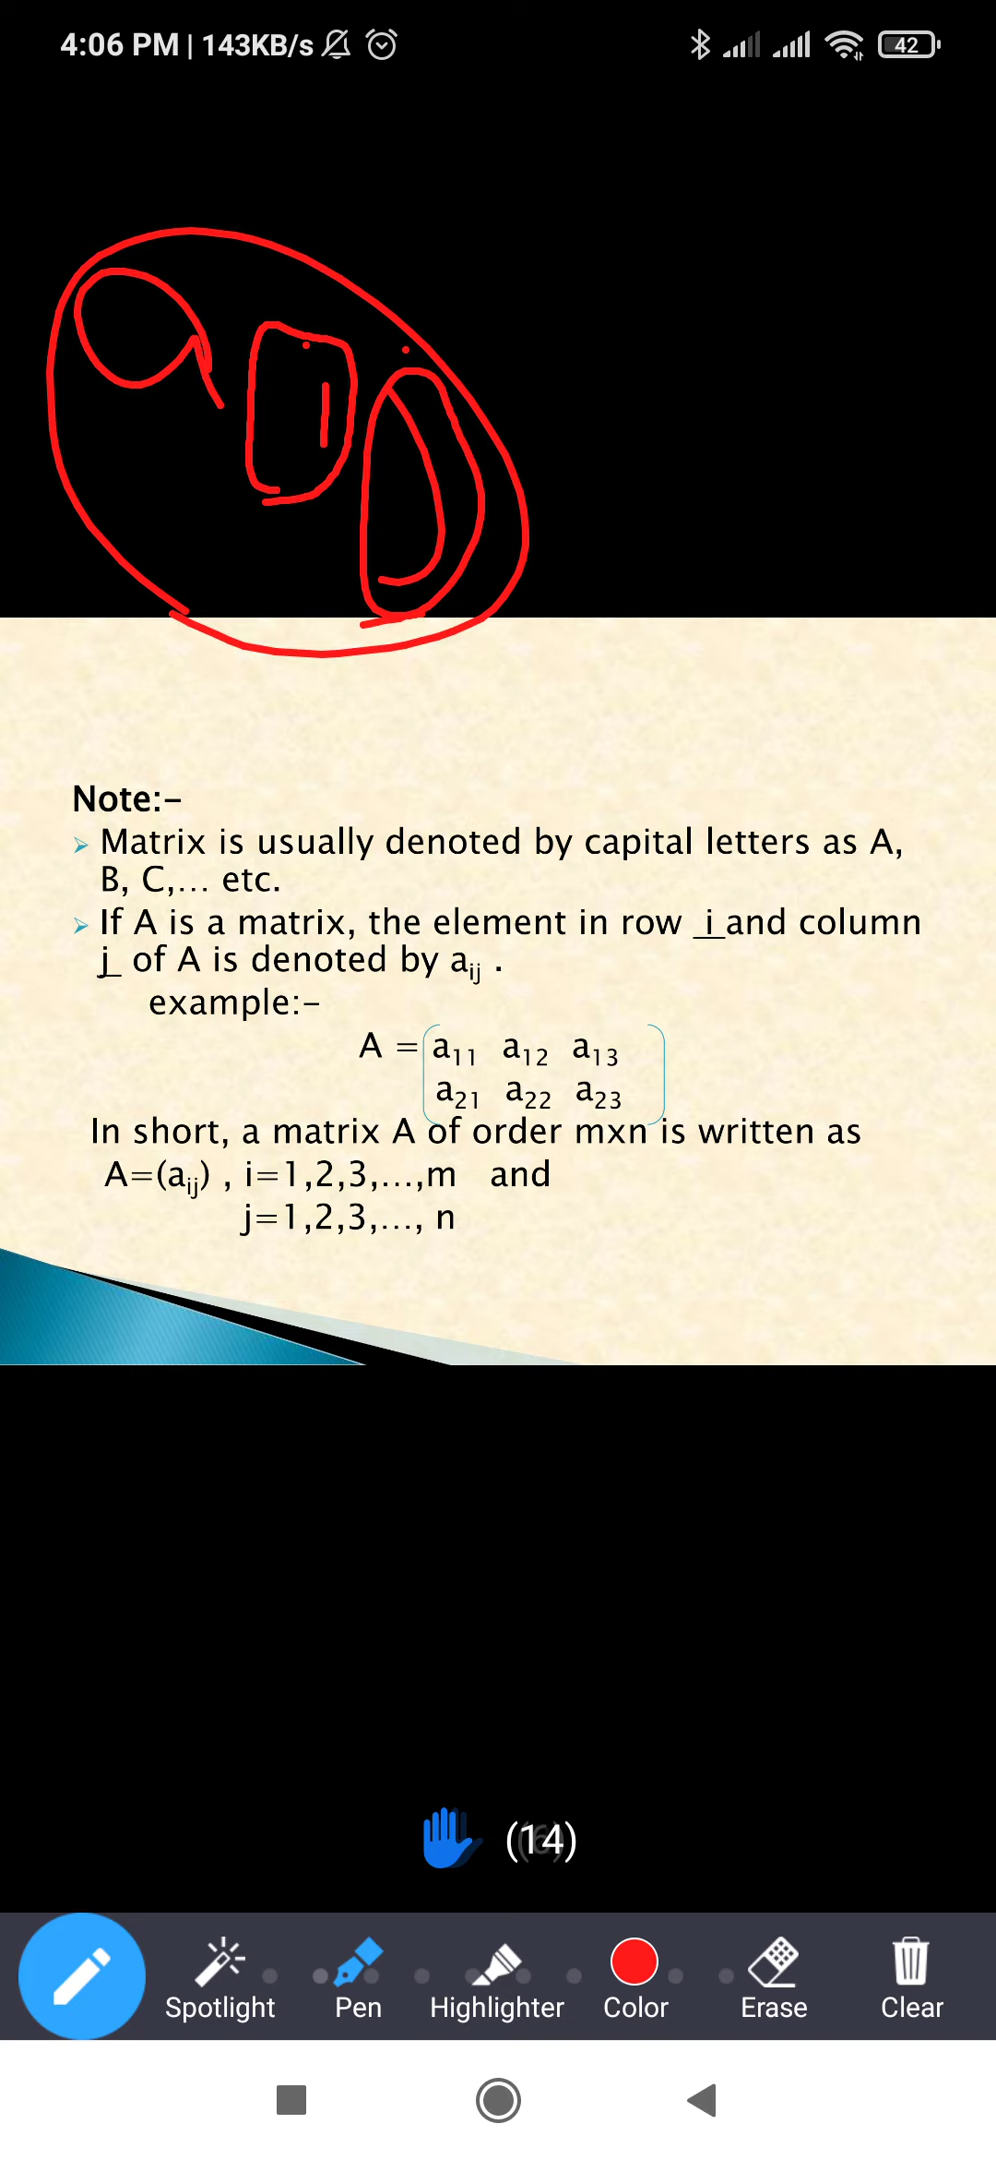 4:06 PM | 143KB/s 42
Note:-
➢ Matrix is usually denoted by capital letters as A,
B, C,... etc.
➢ If A is a matrix, the element in row i and column
j of A is denoted by aᵢⱼ .
example:-
A = a₁₁ a₁₂ a₁₃
a₂₁ a₂₂ a₂₃
In short, a matrix A of order mxn is written as
A=(aᵢⱼ) , i=1,2,3,...,m and
j=1,2,3,..., n
(14)
Spotlight Pen Highlighter Color Erase Clear